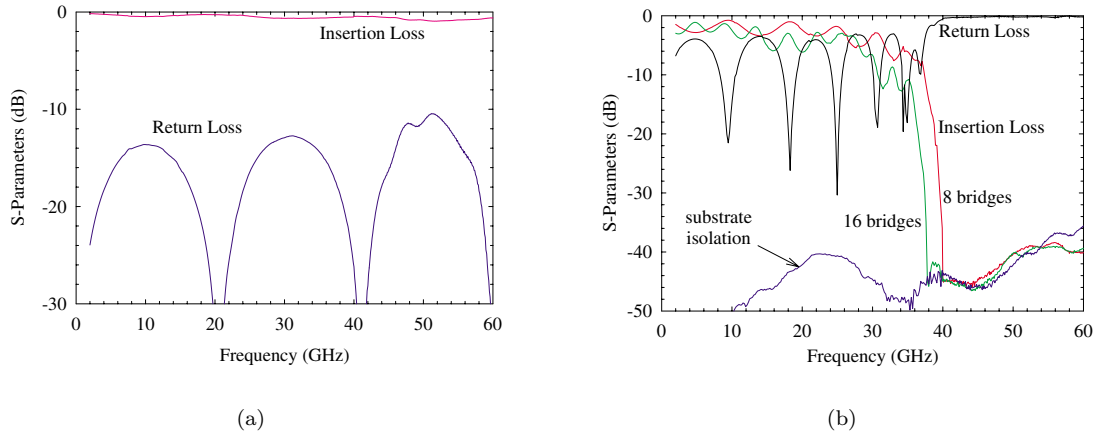 0
-10
-20
-30
S-Parameters (dB)
Insertion Loss
Return Loss
0 10 20 30 40 50 60
Frequency (GHz)
(a)
0
-10
-20
-30
-40
-50
S-Parameters (dB)
Return Loss
Insertion Loss
8 bridges
16 bridges
substrate
isolation
0 10 20 30 40 50 60
Frequency (GHz)
(b)